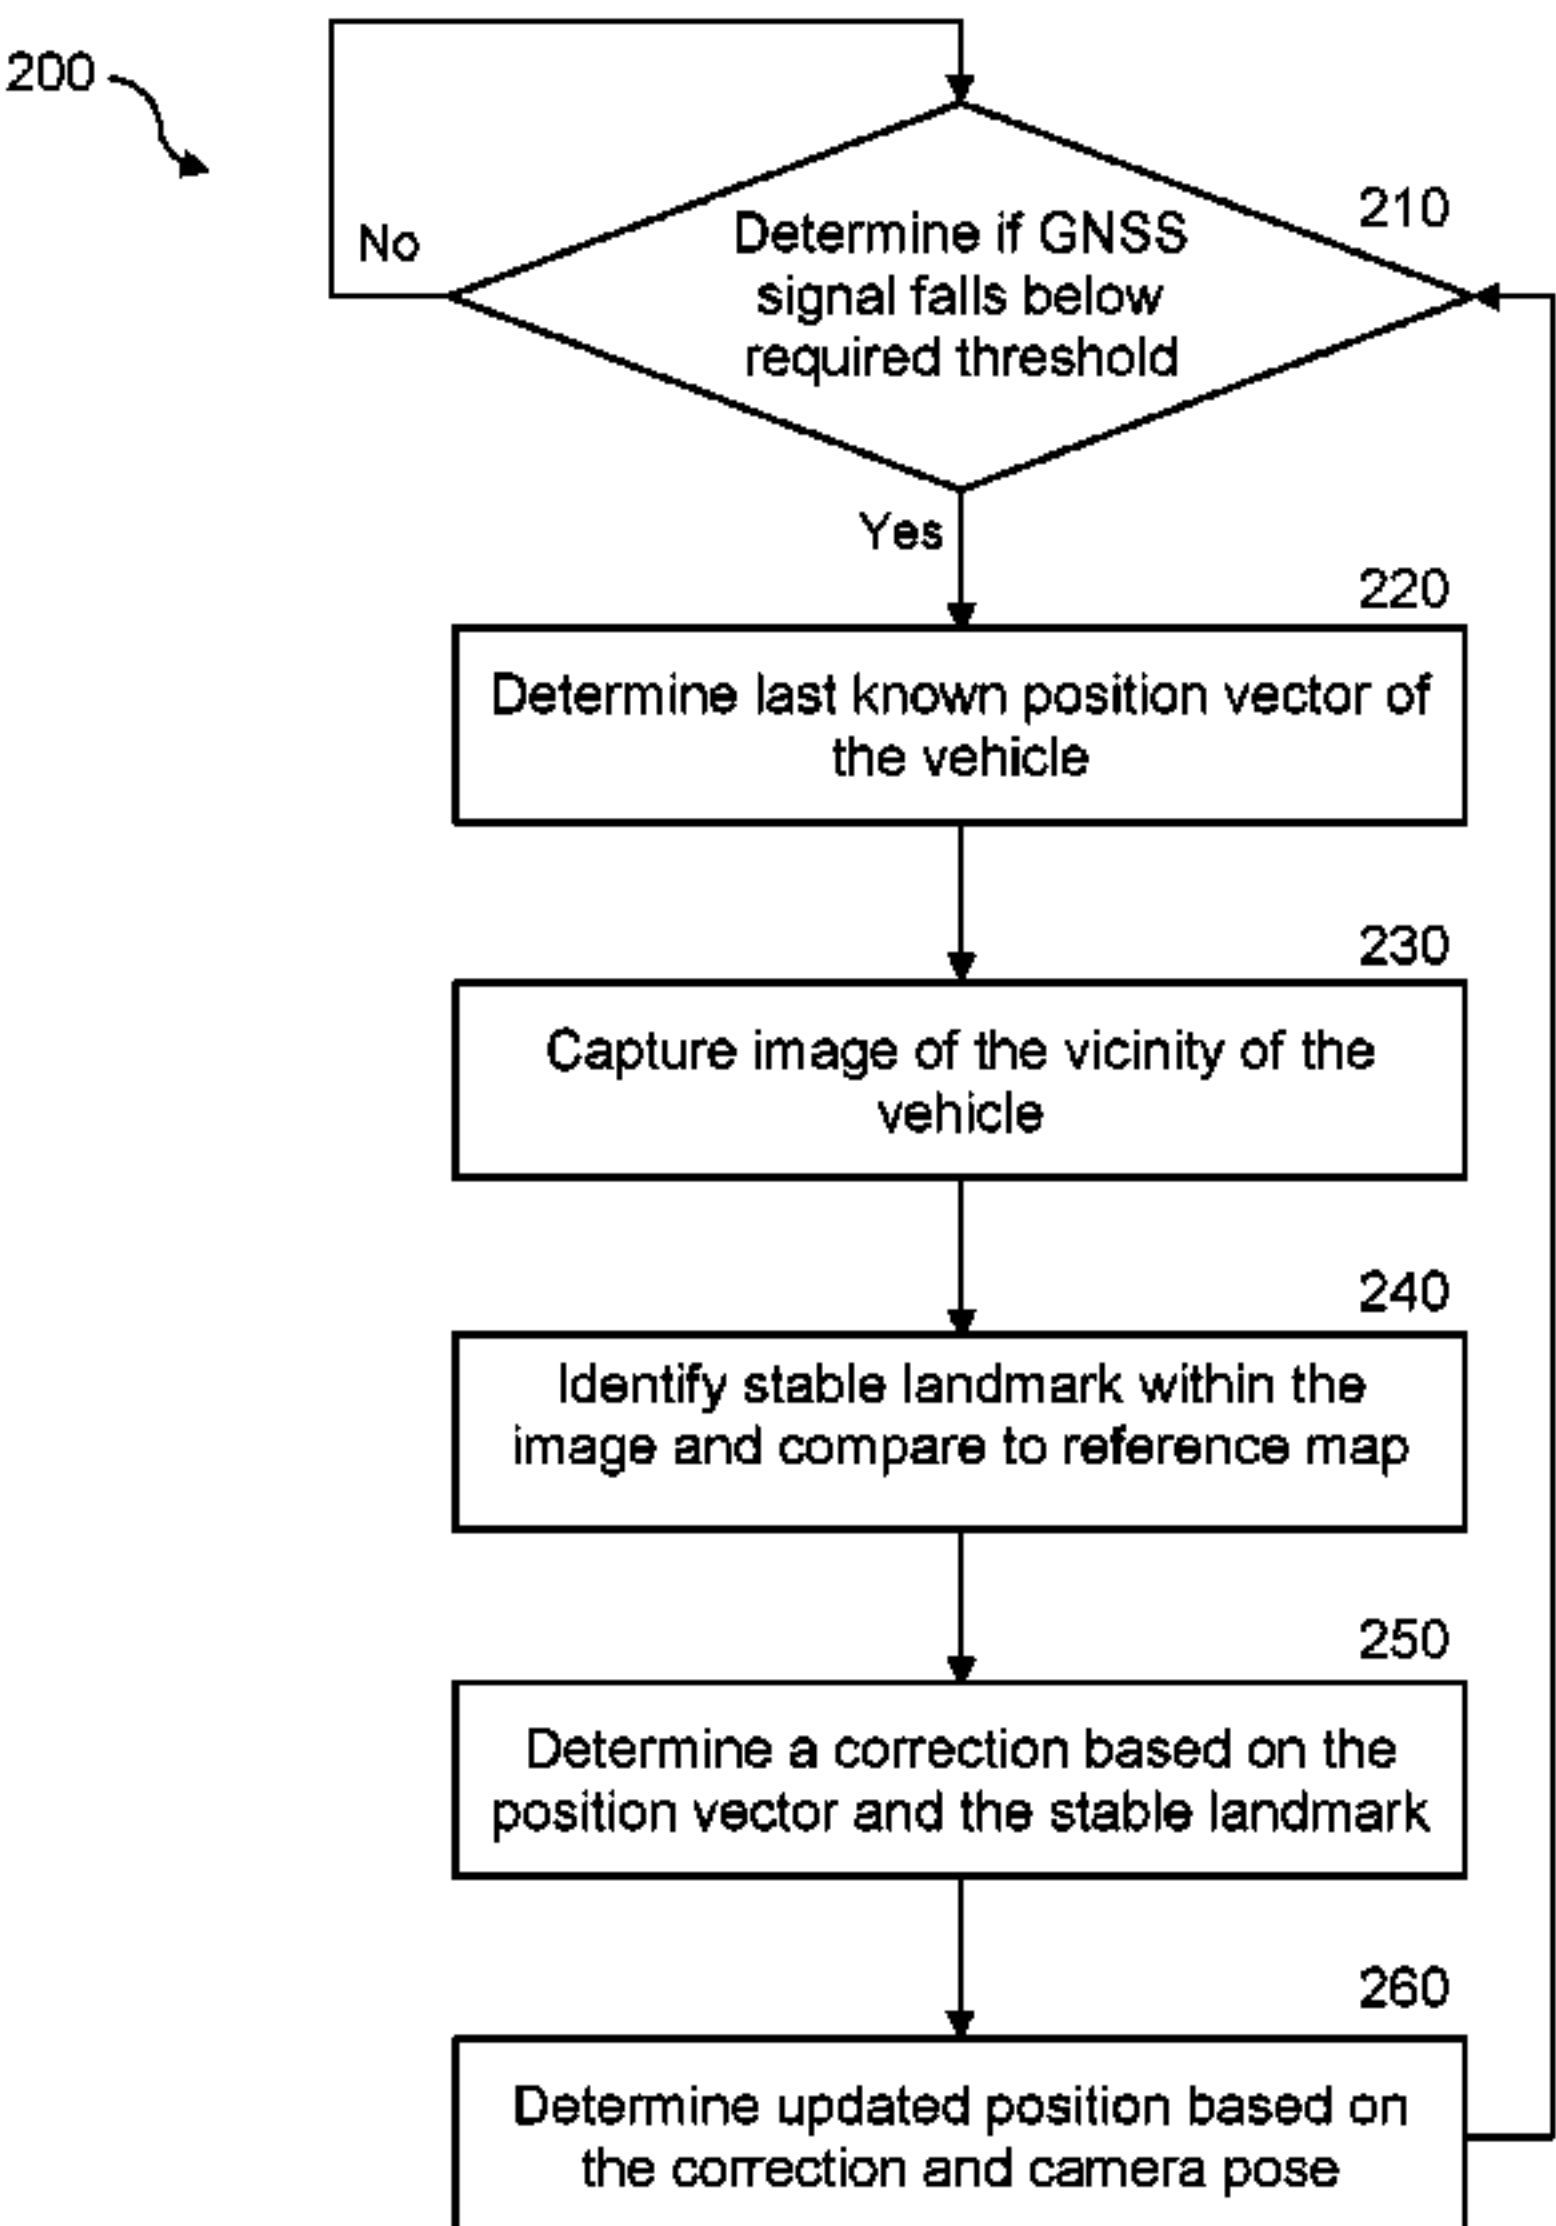 200
210
No
Determine if GNSS
signal falls below
required threshold
Yes
220
Determine last known position vector of
the vehicle
230
Capture image of the vicinity of the
vehicle
240
Identify stable landmark within the
image and compare to reference map
250
Determine a correction based on the
position vector and the stable landmark
260
Determine updated position based on
the correction and camera pose